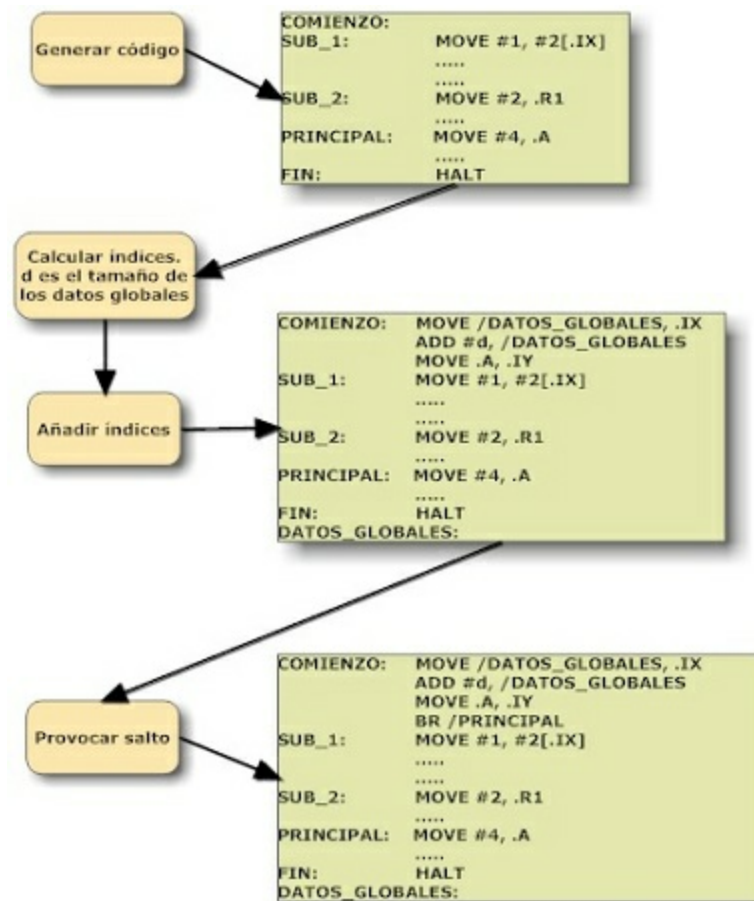 Generar código
COMIENZO:
SUB_1: MOVE #1, #2[.IX]
.....
.....
SUB_2: MOVE #2, .R1
.....
PRINCIPAL: MOVE #4, .A
.....
FIN: HALT
Calcular índices.
d es el tamaño de
los datos globales
Añadir índices
COMIENZO: MOVE /DATOS_GLOBALES, .IX
ADD #d, /DATOS_GLOBALES
MOVE .A, .IY
SUB_1: MOVE #1, #2[.IX]
.....
.....
SUB_2: MOVE #2, .R1
.....
PRINCIPAL: MOVE #4, .A
.....
FIN: HALT
DATOS_GLOBALES:
Provocar salto
COMIENZO: MOVE /DATOS_GLOBALES, .IX
ADD #d, /DATOS_GLOBALES
MOVE .A, .IY
BR /PRINCIPAL
SUB_1: MOVE #1, #2[.IX]
.....
.....
SUB_2: MOVE #2, .R1
.....
PRINCIPAL: MOVE #4, .A
.....
FIN: HALT
DATOS_GLOBALES: